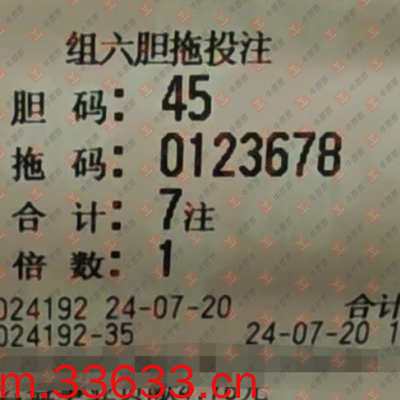 组六胆拖投注
胆 码: 45
拖 码: 0123678
合 计: 7注
倍 数: 1
024192 24-07-20 合计
024192-35 24-07-20 1
m.33633.cn